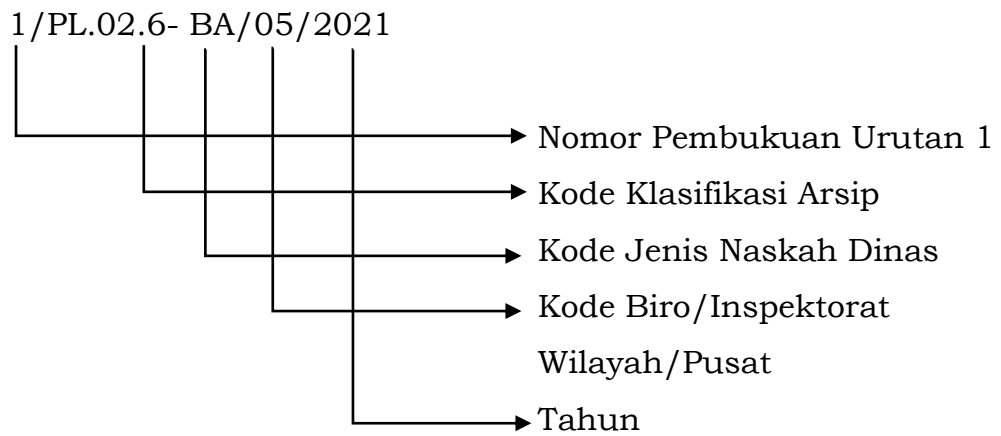 1/PL.02.6- BA/05/2021
Nomor Pembukuan Urutan 1
Kode Klasifikasi Arsip
Kode Jenis Naskah Dinas
Kode Biro/Inspektorat
Wilayah/Pusat
Tahun